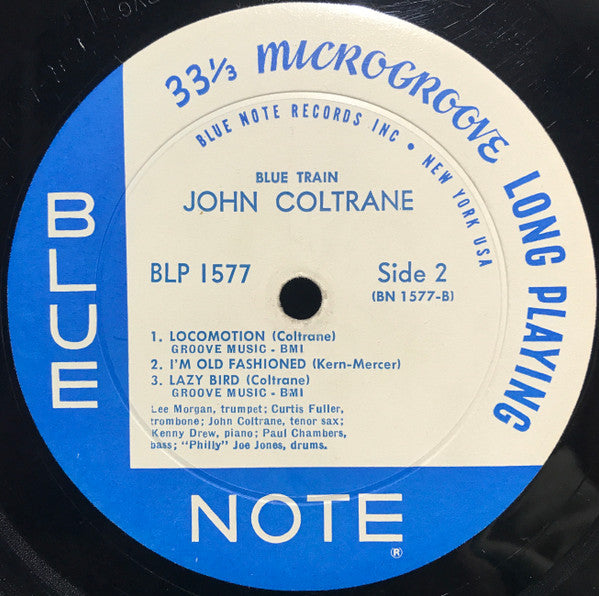 33⅓ MICROGROOVE LONG PLAYING
BLUE NOTE RECORDS INC • NEW YORK USA
BLUE TRAIN
JOHN COLTRANE
BLP 1577
Side 2
(BN 1577-B)
1. LOCOMOTION (Coltrane)
GROOVE MUSIC - BMI
2. I'M OLD FASHIONED (Kern-Mercer)
3. LAZY BIRD (Coltrane)
GROOVE MUSIC - BMI
Lee Morgan, trumpet; Curtis Fuller,
trombone; John Coltrane, tenor sax;
Kenny Drew, piano; Paul Chambers,
bass; "Philly" Joe Jones, drums.
BLUE
NOTE
®